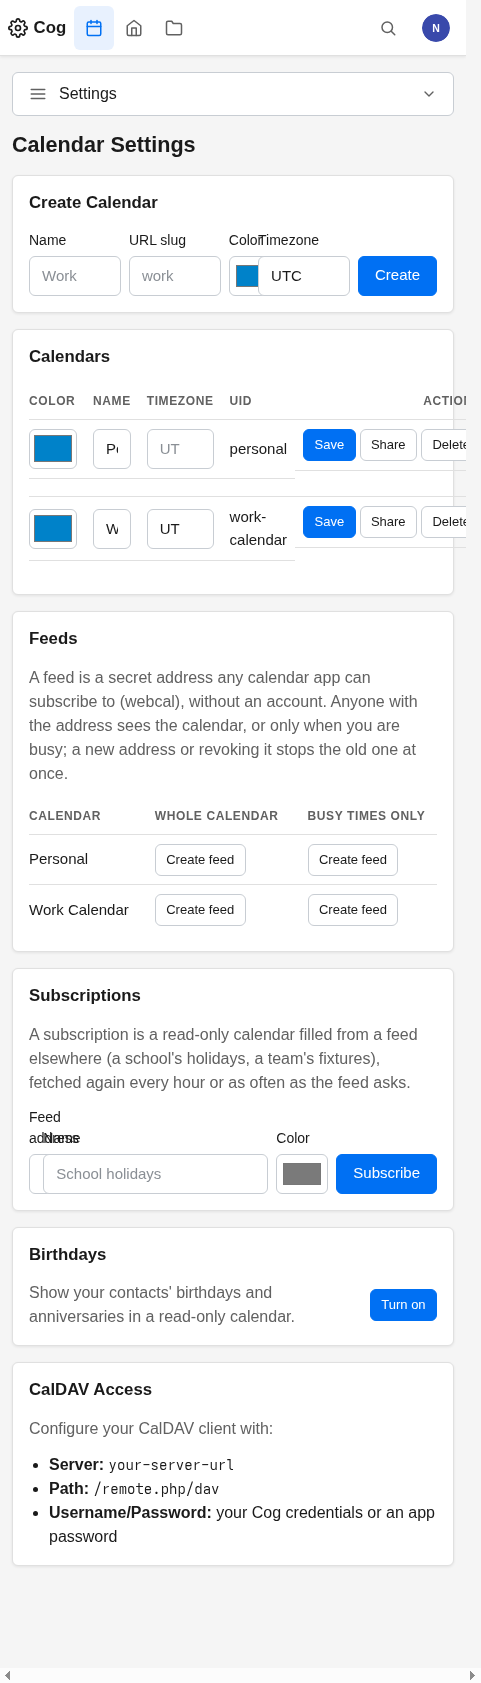 Cog
N
Settings
Calendar Settings
Create Calendar
Name URL slug Color Timezone
Work work UTC Create
Calendars
COLOR NAME TIMEZONE UID ACTION
UT personal Save Share Delete
UT work-calendar Save Share Delete
Feeds
A feed is a secret address any calendar app can
subscribe to (webcal), without an account. Anyone with
the address sees the calendar, or only when you are
busy; a new address or revoking it stops the old one at
once.
CALENDAR WHOLE CALENDAR BUSY TIMES ONLY
Personal Create feed Create feed
Work Calendar Create feed Create feed
Subscriptions
A subscription is a read-only calendar filled from a feed
elsewhere (a school's holidays, a team's fixtures),
fetched again every hour or as often as the feed asks.
Feed
address Name Color
School holidays Subscribe
Birthdays
Show your contacts' birthdays and
anniversaries in a read-only calendar.
Turn on
CalDAV Access
Configure your CalDAV client with:
Server: your-server-url
Path: /remote.php/dav
Username/Password: your Cog credentials or an app
password